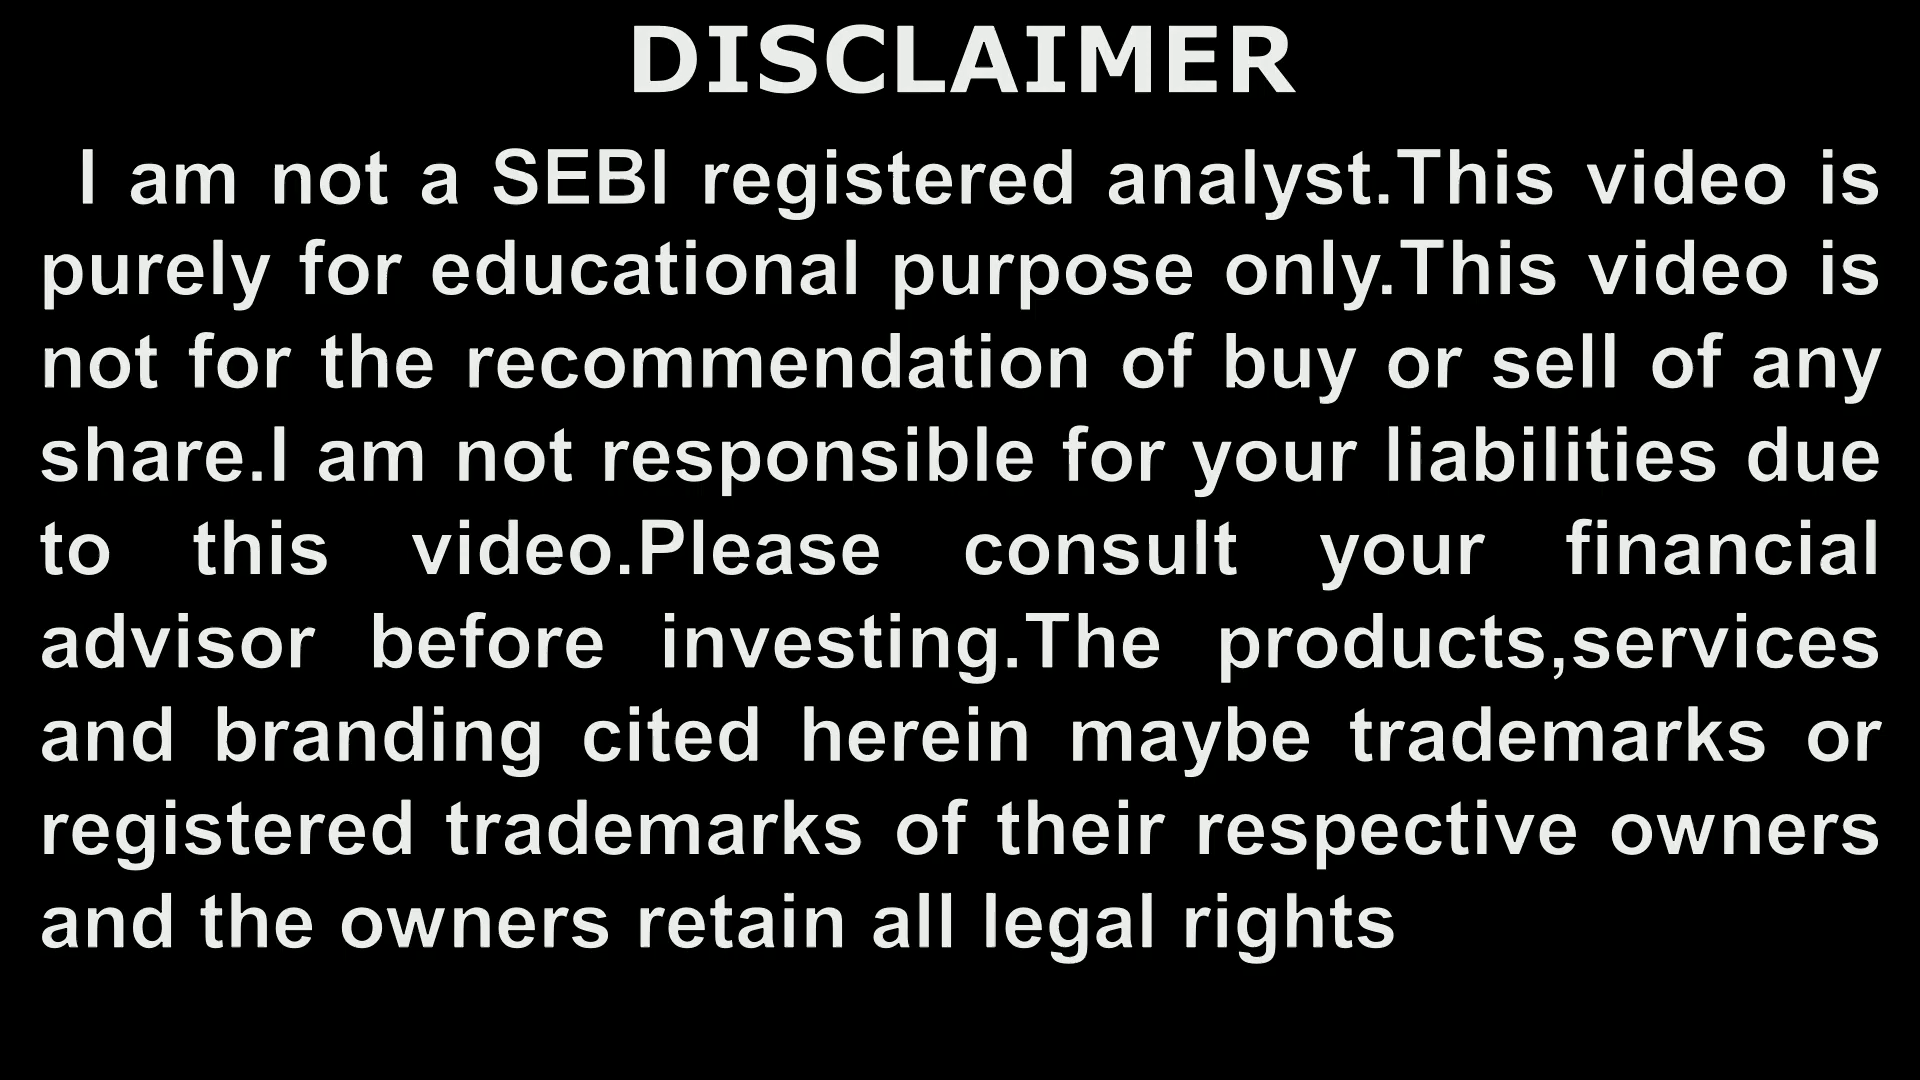 DISCLAIMER
I am not a SEBI registered analyst.This video is
purely for educational purpose only.This video is
not for the recommendation of buy or sell of any
share.I am not responsible for your liabilities due
to this video.Please consult your financial
advisor before investing.The products,services
and branding cited herein maybe trademarks or
registered trademarks of their respective owners
and the owners retain all legal rights